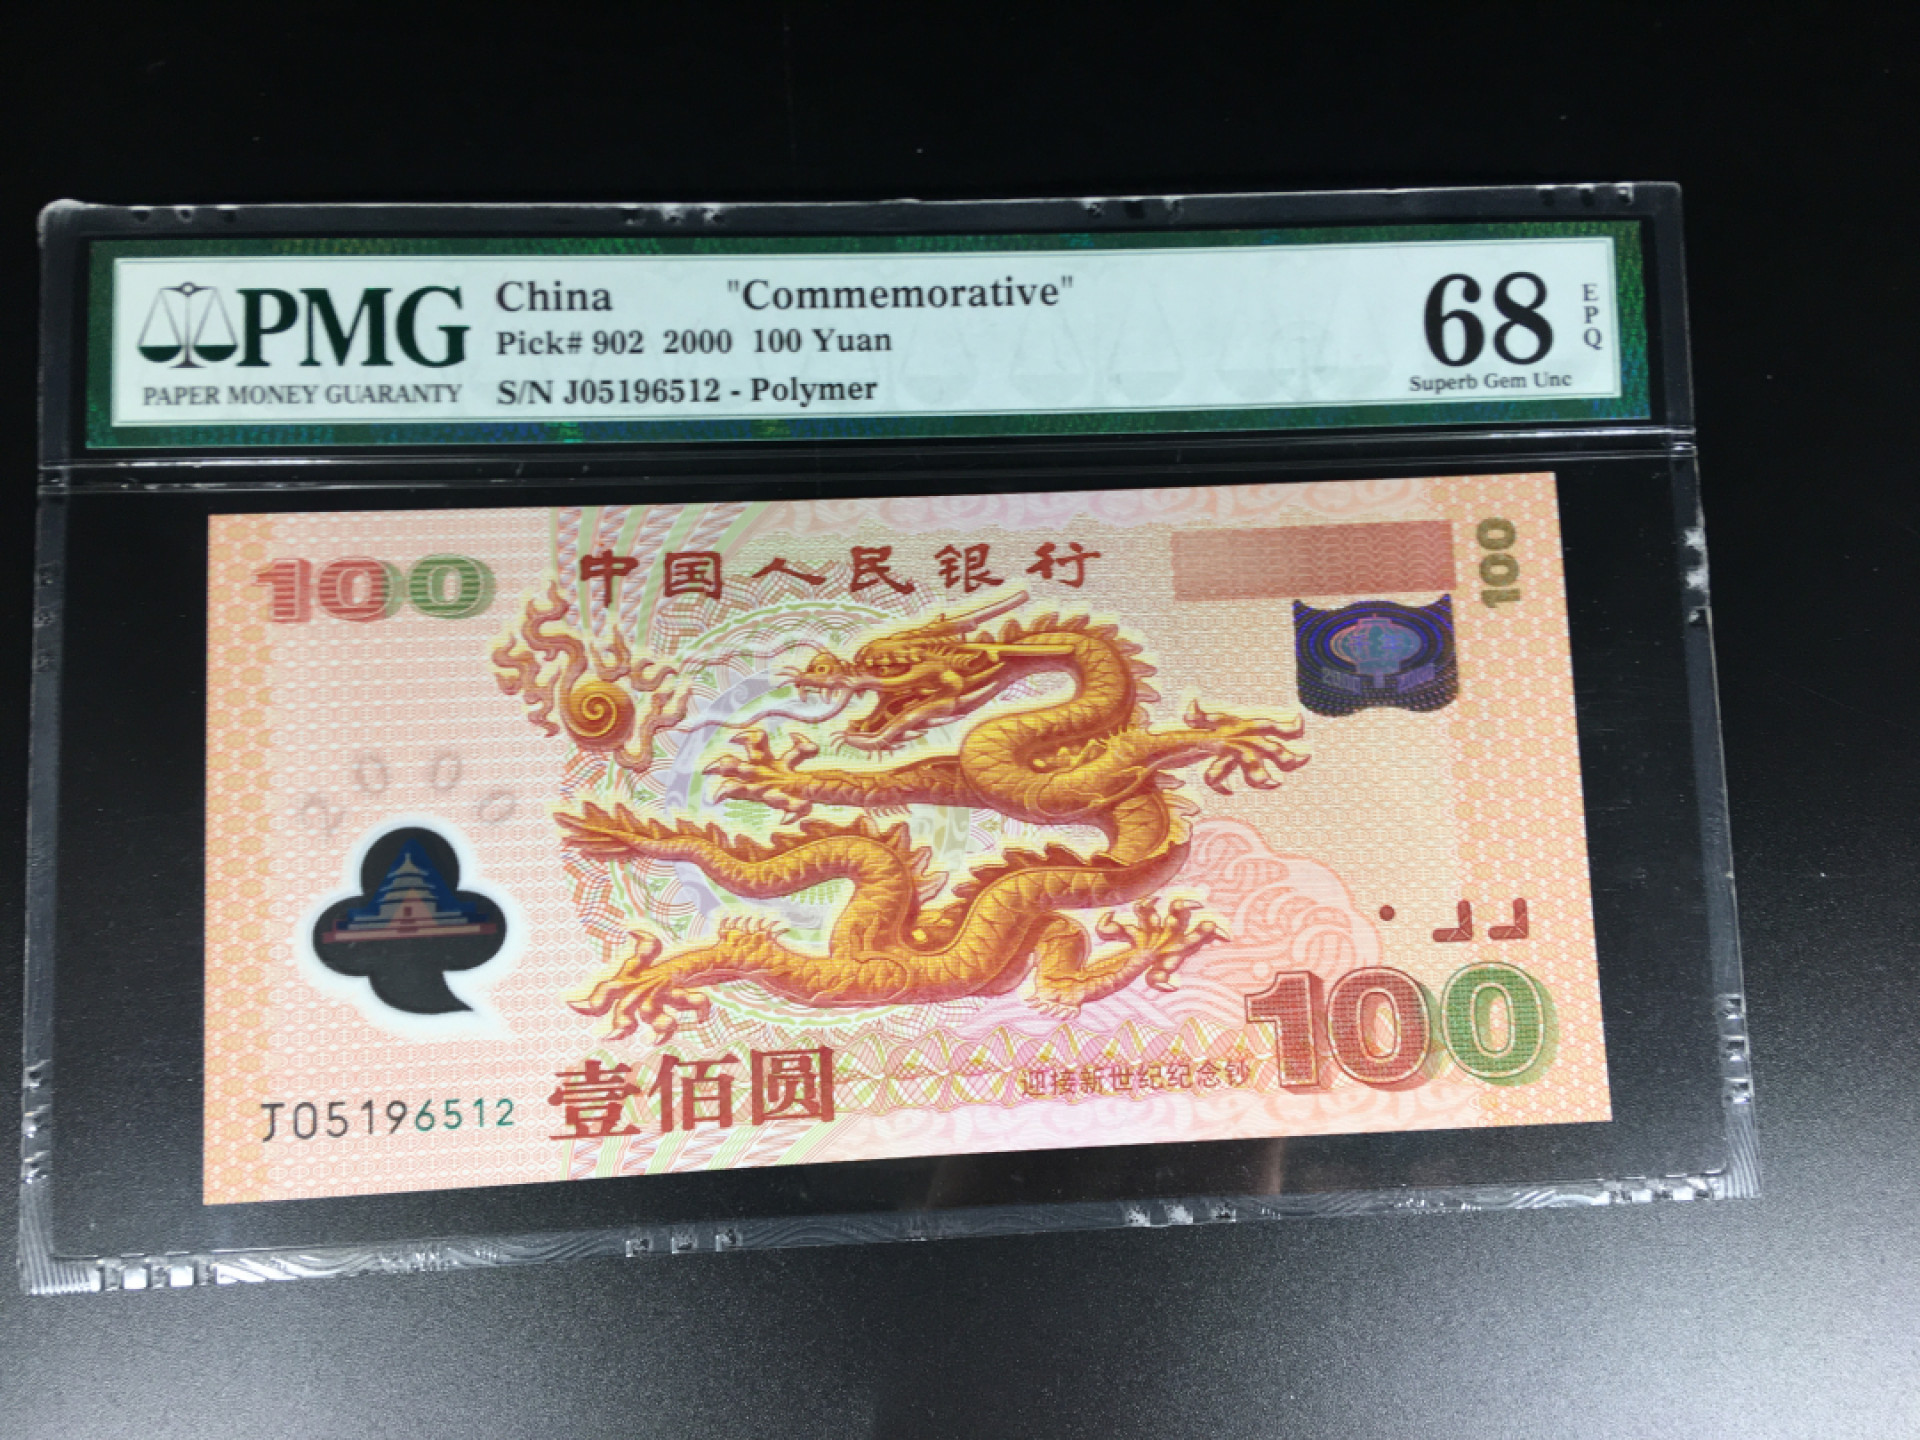 PMG
PAPER MONEY GUARANTY
China "Commemorative"
Pick# 902 2000 100 Yuan
S/N J05196512 - Polymer
68
EPQ
Superb Gem Unc
100
中国人民银行
100
2000
J05196512
壹佰圆
迎接新世纪纪念钞
100